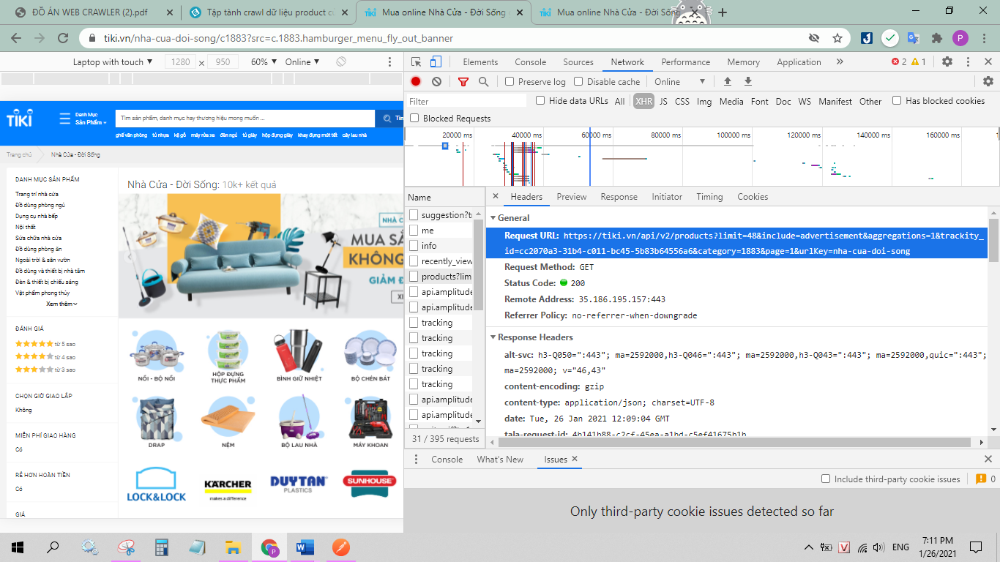 ĐỒ ÁN WEB CRAWLER (2).pdf
Tập tành crawl dữ liệu product củ
Mua online Nhà Cửa - Đời Sống c
Mua online Nhà Cửa - Đời Sống
tiki.vn/nha-cua-doi-song/c1883?src=c.1883.hamburger_menu_fly_out_banner
P
Laptop with touch ▼ 1280 × 950 60% ▼ Online ▼
Elements Console Sources Network Performance Memory Application » 2 1
Preserve log Disable cache Online ▼
Filter Hide data URLs All XHR JS CSS Img Media Font Doc WS Manifest Other Has blocked cookies
Blocked Requests
20000 ms 40000 ms 60000 ms 80000 ms 100000 ms 120000 ms 140000 ms 160000 ms
TIKI
Danh Mục
Sản Phẩm
Tìm sản phẩm, danh mục hay thương hiệu mong muốn ...
Tìm
ghế văn phòng tủ nhựa kệ gỗ máy rửa xe đàn ngủ tủ giày hộp đựng giày khay đựng mứt tết cây lau nhà
Trang chủ Nhà Cửa - Đời Sống
DANH MỤC SẢN PHẨM
Trang trí nhà cửa
Đồ dùng phòng ngủ
Dụng cụ nhà bếp
Nội thất
Sửa chữa nhà cửa
Đồ dùng phòng ăn
Ngoài trời & sân vườn
Đồ dùng và thiết bị nhà tắm
Đèn & thiết bị chiếu sáng
Vật phẩm phong thủy
Xem thêm
ĐÁNH GIÁ
từ 5 sao
từ 4 sao
từ 3 sao
CHỌN GIỜ GIAO LẮP
Không
MIỄN PHÍ GIAO HÀNG
Có
RẺ HƠN HOÀN TIỀN
Có
GIÁ
Nhà Cửa - Đời Sống: 10k+ kết quả
NHÀ C
MUA SẮ
KHÔNG
GIẢM Đ
NỒI - BỘ NỒI
HỘP ĐỰNG
THỰC PHẨM
BÌNH GIỮ NHIỆT
BỘ CHÉN BÁT
DRAP
NỆM
BỘ LAU NHÀ
MÁY KHOAN
LOCK&LOCK
KÄRCHER
makes a difference
DUYTAN
PLASTICS
SUNHOUSE
Name
suggestion?tr
me
info
recently_view
products?lim
api.amplitude
api.amplitude
tracking
tracking
tracking
tracking
tracking
api.amplitude
api.amplitude
31 / 395 requests
× Headers Preview Response Initiator Timing Cookies
General
Request URL: https://tiki.vn/api/v2/products?limit=48&include=advertisement&aggregations=1&trackity_
id=cc2070a3-31b4-c011-bc45-5b83b64556a6&category=1883&page=1&urlKey=nha-cua-doi-song
Request Method: GET
Status Code: 200
Remote Address: 35.186.195.157:443
Referrer Policy: no-referrer-when-downgrade
Response Headers
alt-svc: h3-Q050=":443"; ma=2592000,h3-Q046=":443"; ma=2592000,h3-Q043=":443"; ma=2592000,quic=":443";
ma=2592000; v="46,43"
content-encoding: gzip
content-type: application/json; charset=UTF-8
date: Tue, 26 Jan 2021 12:09:04 GMT
Console What's New Issues ×
Include third-party cookie issues 0
Only third-party cookie issues detected so far
ENG
7:11 PM
1/26/2021